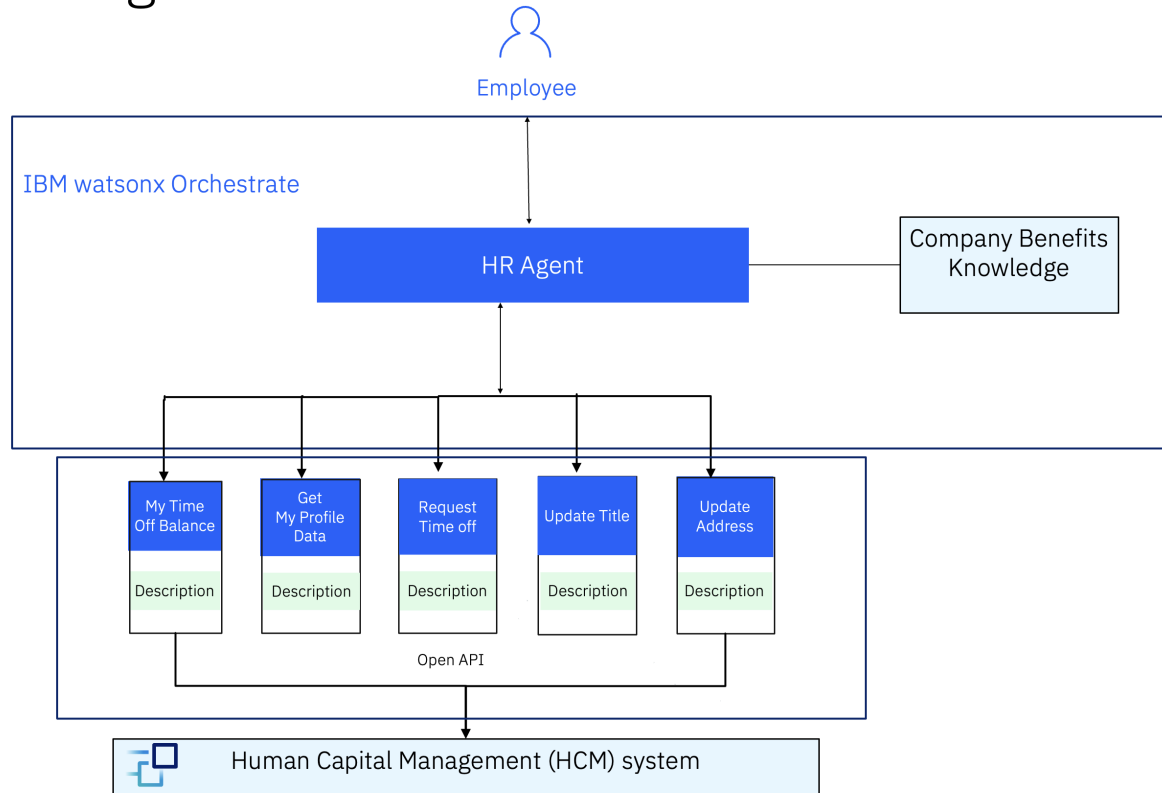 Employee
IBM watsonx Orchestrate
HR Agent
Company Benefits
Knowledge
My Time
Off Balance
Get
My Profile
Data
Request
Time off
Update Title
Update
Address
Description
Description
Description
Description
Description
Open API
Human Capital Management (HCM) system